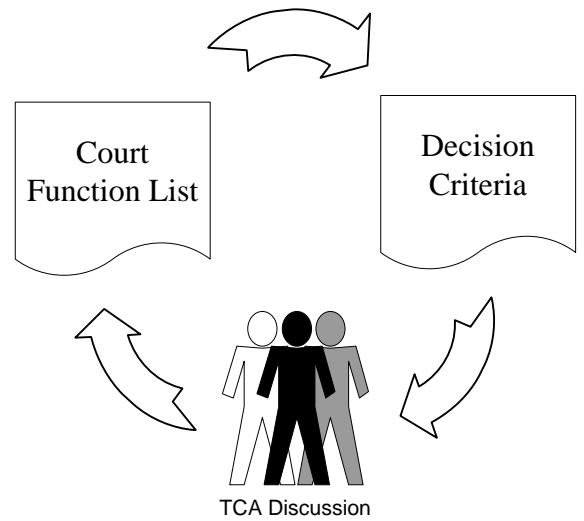 Court
Function List
Decision
Criteria
TCA Discussion